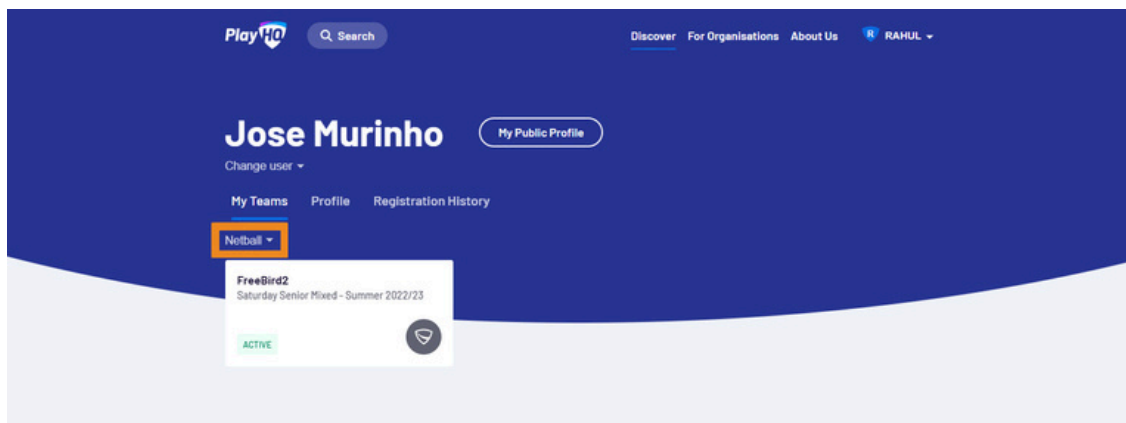 PlayHQ Search Discover For Organisations About Us R RAHUL
Jose Murinho My Public Profile
Change user
My Teams Profile Registration History
Netball
FreeBird2
Saturday Senior Mixed - Summer 2022/23
ACTIVE